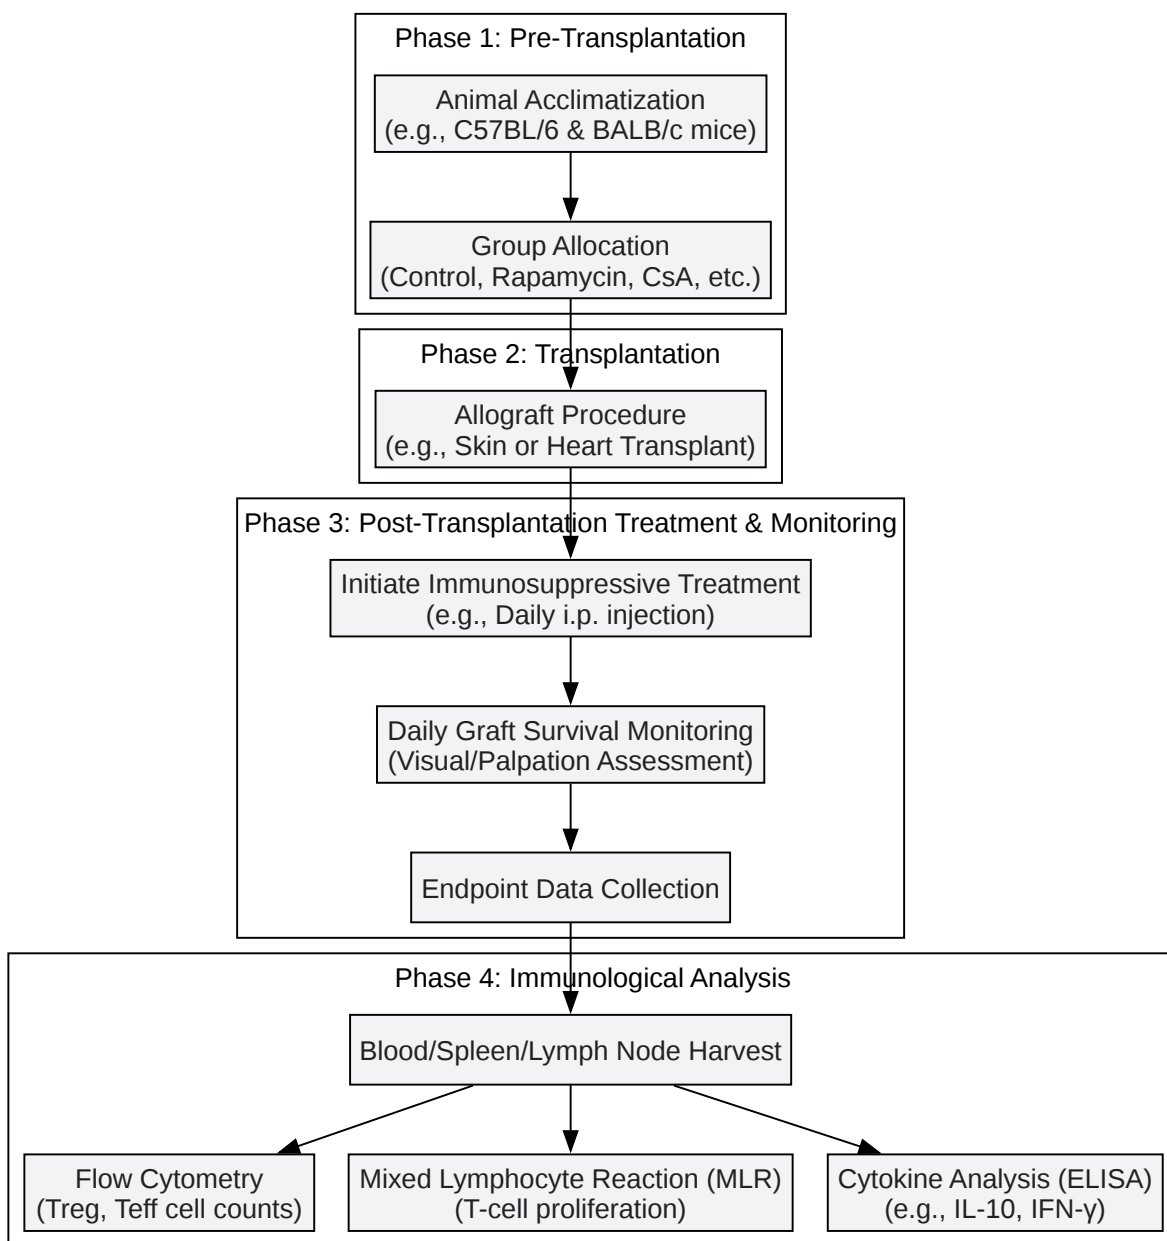 Phase 1: Pre-Transplantation
Animal Acclimatization
(e.g., C57BL/6 & BALB/c mice)
Group Allocation
(Control, Rapamycin, CsA, etc.)
Phase 2: Transplantation
Allograft Procedure
(e.g., Skin or Heart Transplant)
Phase 3: Post-Transplantation Treatment & Monitoring
Initiate Immunosuppressive Treatment
(e.g., Daily i.p. injection)
Daily Graft Survival Monitoring
(Visual/Palpation Assessment)
Endpoint Data Collection
Phase 4: Immunological Analysis
Blood/Spleen/Lymph Node Harvest
Flow Cytometry
(Treg, Teff cell counts)
Mixed Lymphocyte Reaction (MLR)
(T-cell proliferation)
Cytokine Analysis (ELISA)
(e.g., IL-10, IFN-γ)